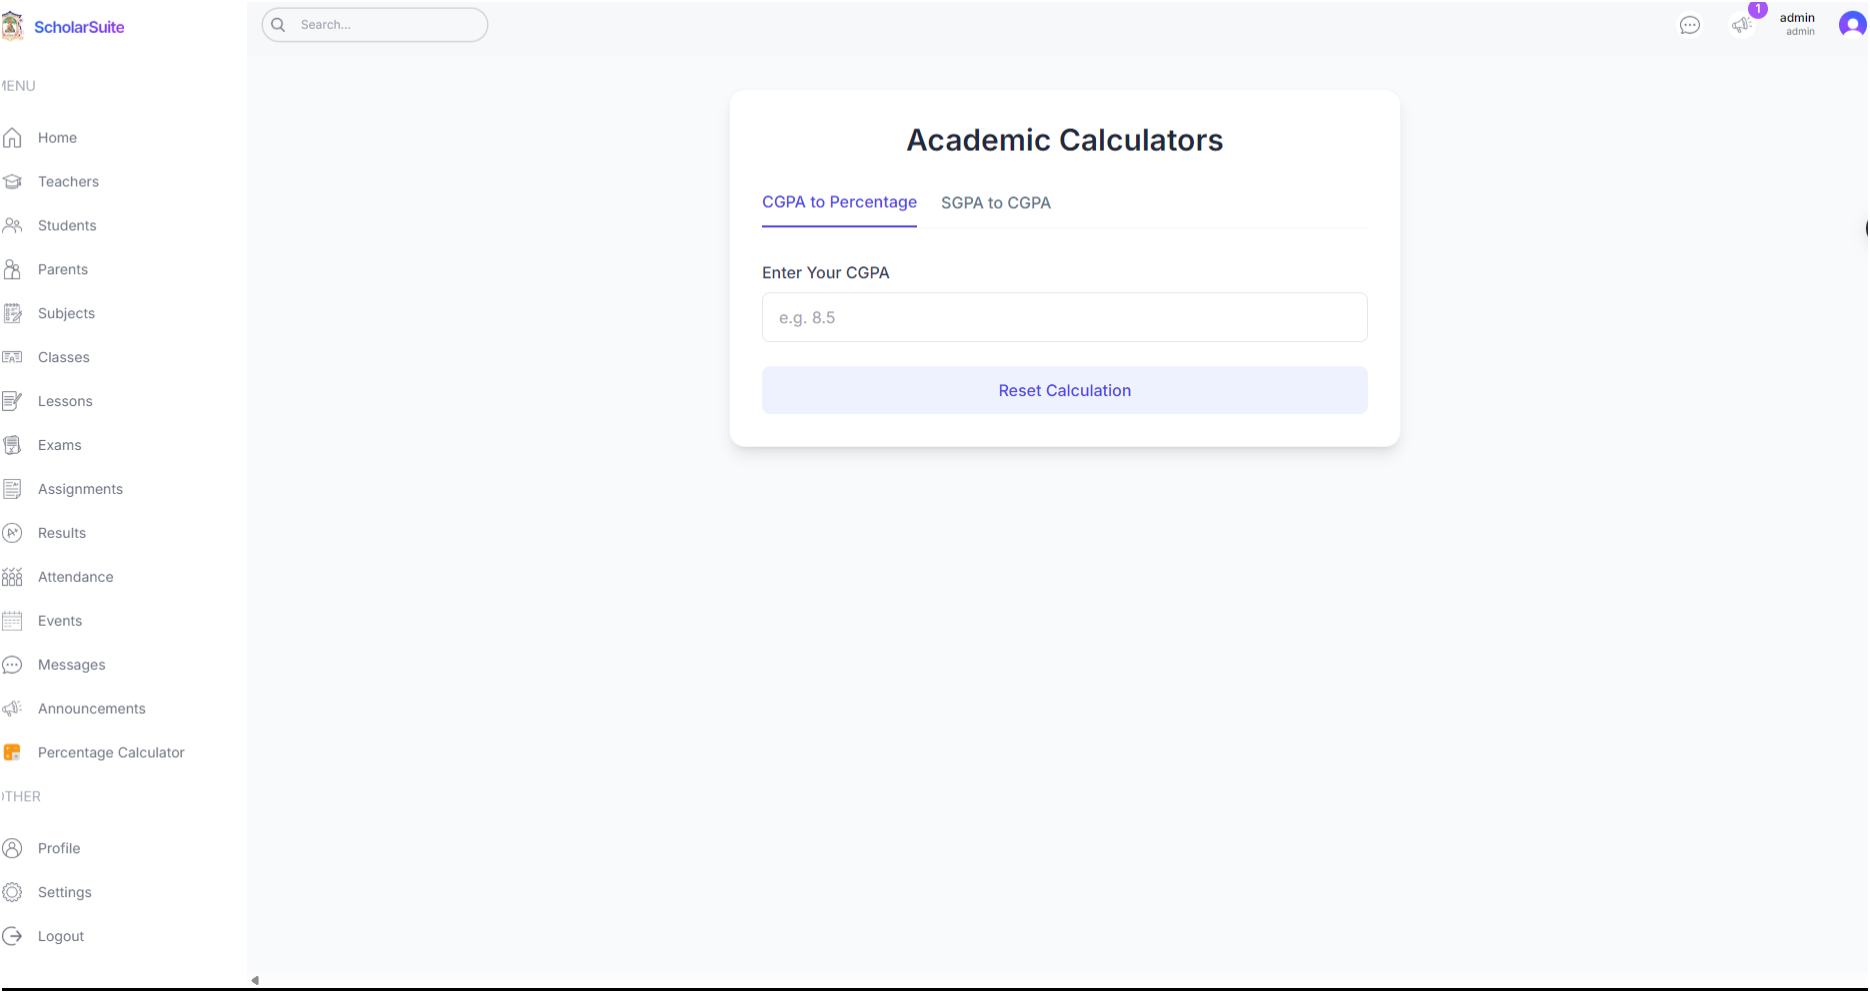 ScholarSuite
MENU
Home
Teachers
Students
Parents
Subjects
Classes
Lessons
Exams
Assignments
Results
Attendance
Events
Messages
Announcements
Percentage Calculator
OTHER
Profile
Settings
Logout
Search...
1
admin
admin
Academic Calculators
CGPA to Percentage SGPA to CGPA
Enter Your CGPA
e.g. 8.5
Reset Calculation